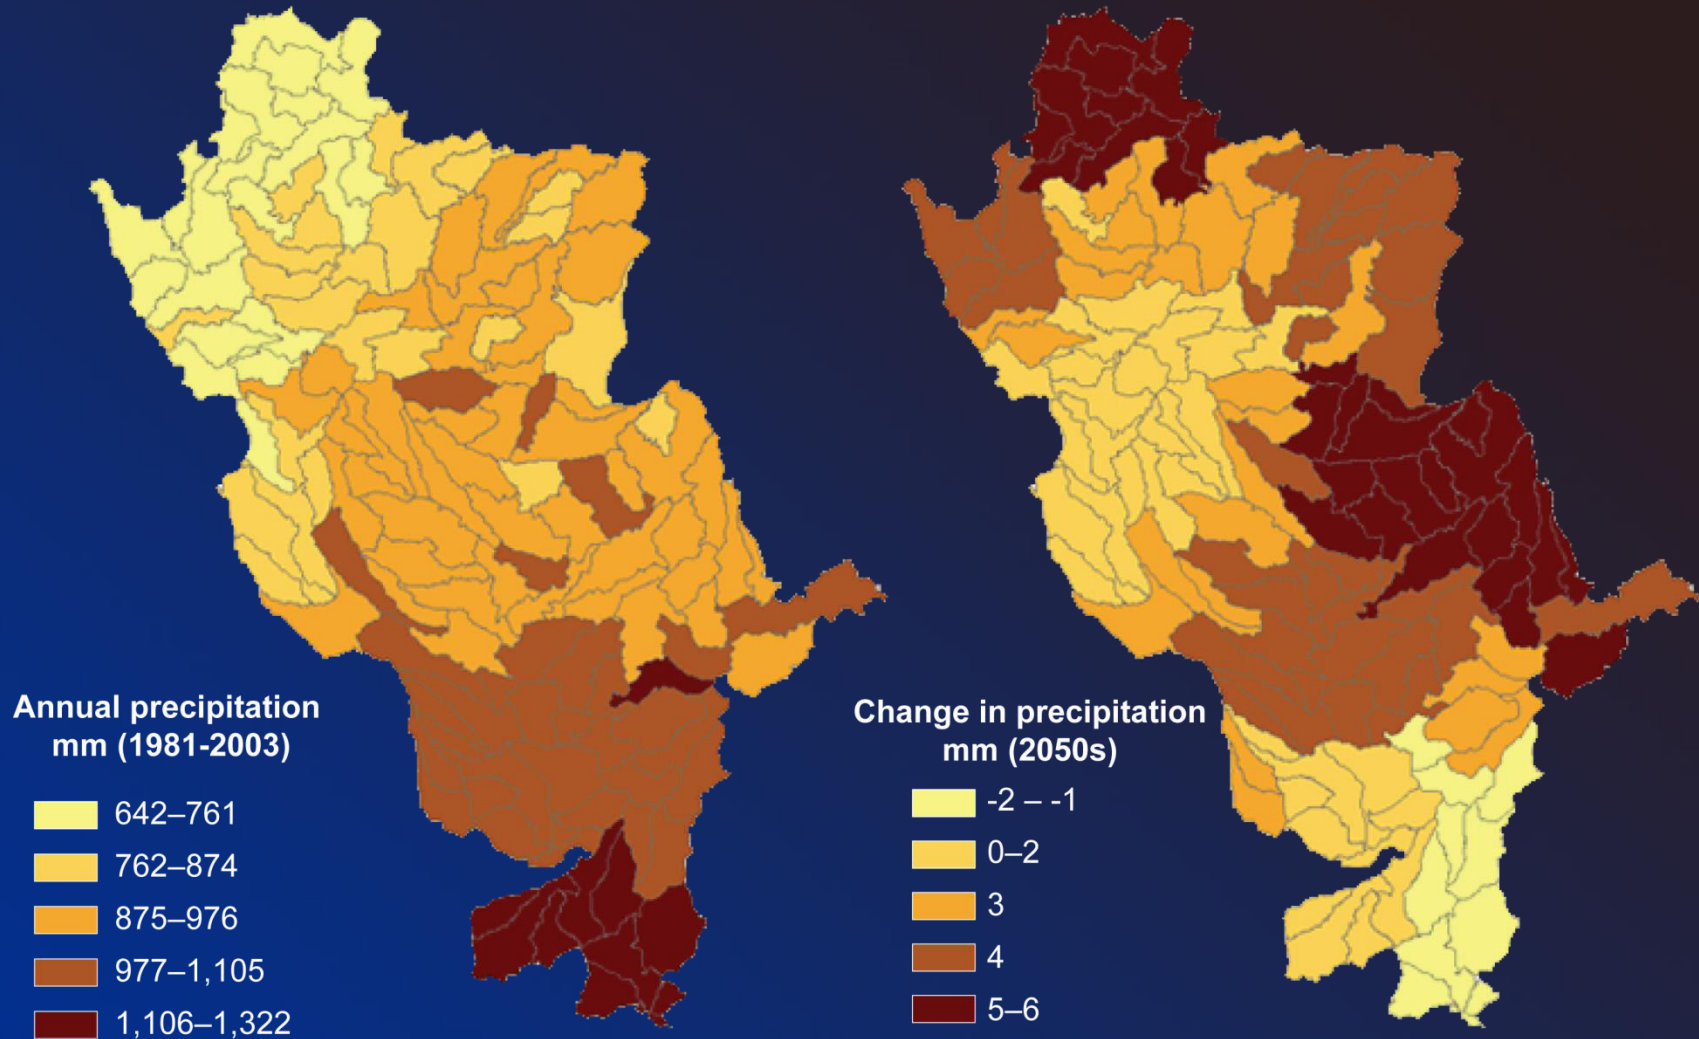 Annual precipitation
mm (1981-2003)
642–761
762–874
875–976
977–1,105
1,106–1,322
Change in precipitation
mm (2050s)
-2 – -1
0–2
3
4
5–6